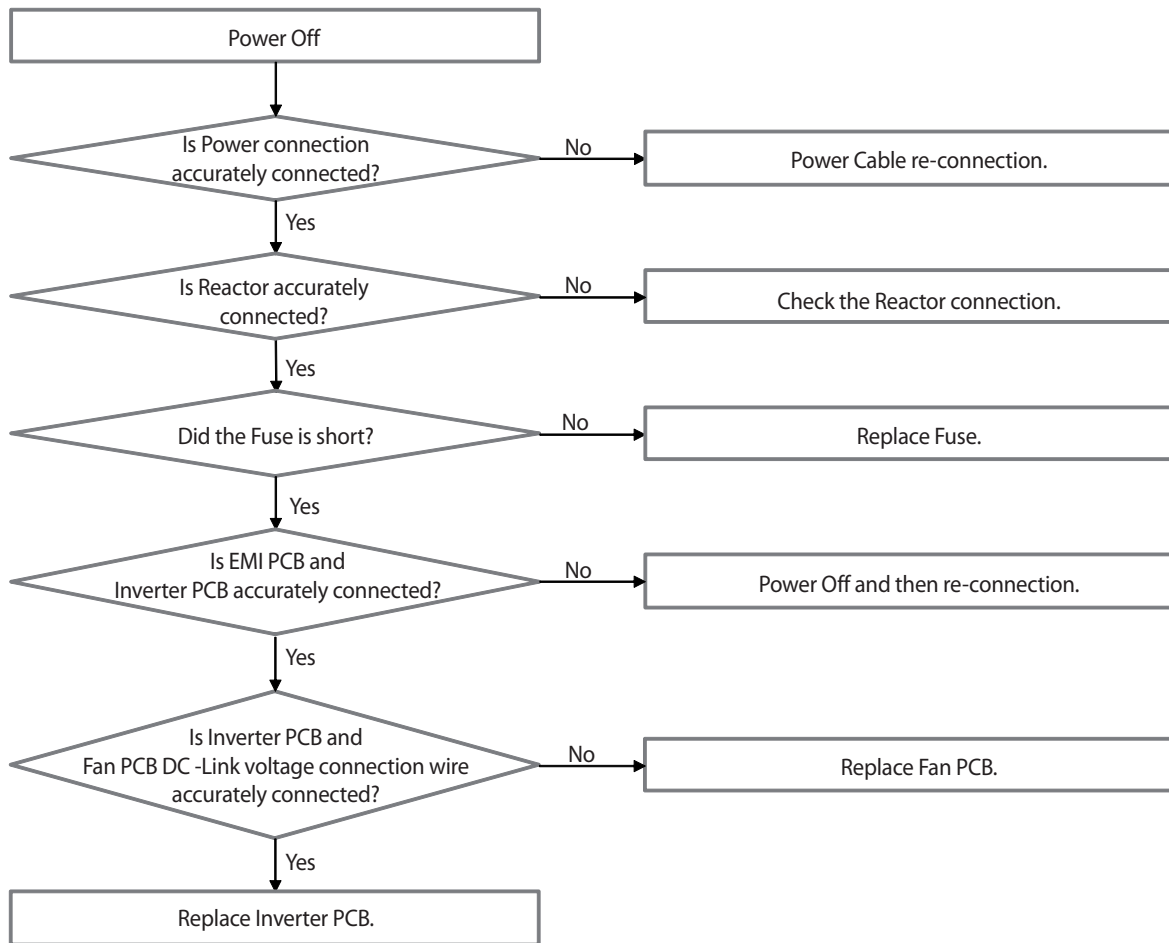 Power Off
Is Power connection
accurately connected?
No
Power Cable re-connection.
Yes
Is Reactor accurately
connected?
No
Check the Reactor connection.
Yes
Did the Fuse is short?
No
Replace Fuse.
Yes
Is EMI PCB and
Inverter PCB accurately connected?
No
Power Off and then re-connection.
Yes
Is Inverter PCB and
Fan PCB DC -Link voltage connection wire
accurately connected?
No
Replace Fan PCB.
Yes
Replace Inverter PCB.